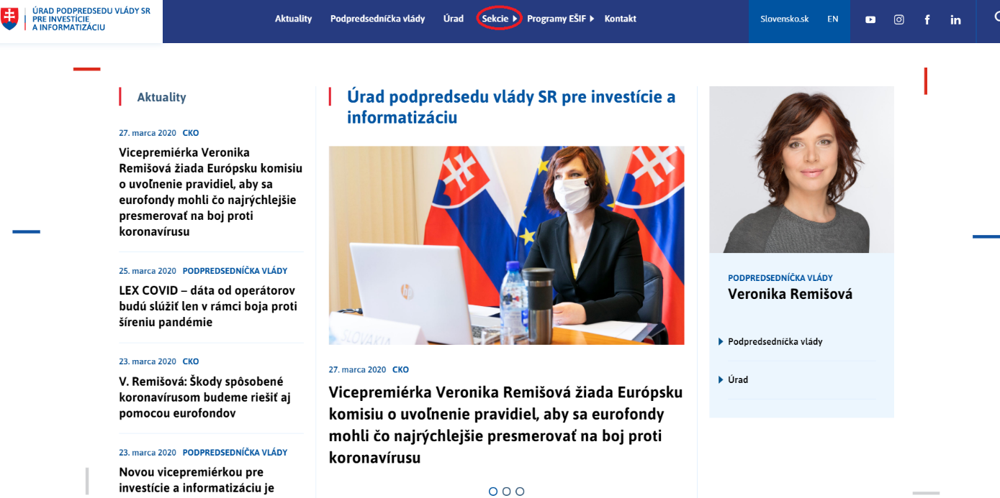 ÚRAD PODPREDSEDU VLÁDY SR
PRE INVESTÍCIE
A INFORMATIZÁCIU
Aktuality
Podpredsedníčka vlády
Úrad
Sekcie
Programy EŠIF
Kontakt
Slovensko.sk
EN
Aktuality
27. marca 2020 CKO
Vicepremiérka Veronika
Remišová žiada Európsku komisiu
o uvoľnenie pravidiel, aby sa
eurofondy mohli čo najrýchlejšie
presmerovať na boj proti
koronavírusu
25. marca 2020 PODPREDSEDNÍČKA VLÁDY
LEX COVID – dáta od operátorov
budú slúžiť len v rámci boja proti
šíreniu pandémie
23. marca 2020 CKO
V. Remišová: Škody spôsobené
koronavírusom budeme riešiť aj
pomocou eurofondov
23. marca 2020 PODPREDSEDNÍČKA VLÁDY
Novou vicepremiérkou pre
investície a informatizáciu je
Úrad podpredsedu vlády SR pre investície a
informatizáciu
hp
SLOVAKIA
27. marca 2020 CKO
Vicepremiérka Veronika Remišová žiada Európsku
komisiu o uvoľnenie pravidiel, aby sa eurofondy
mohli čo najrýchlejšie presmerovať na boj proti
koronavírusu
PODPREDSEDNÍČKA VLÁDY
Veronika Remišová
Podpredsedníčka vlády
Úrad